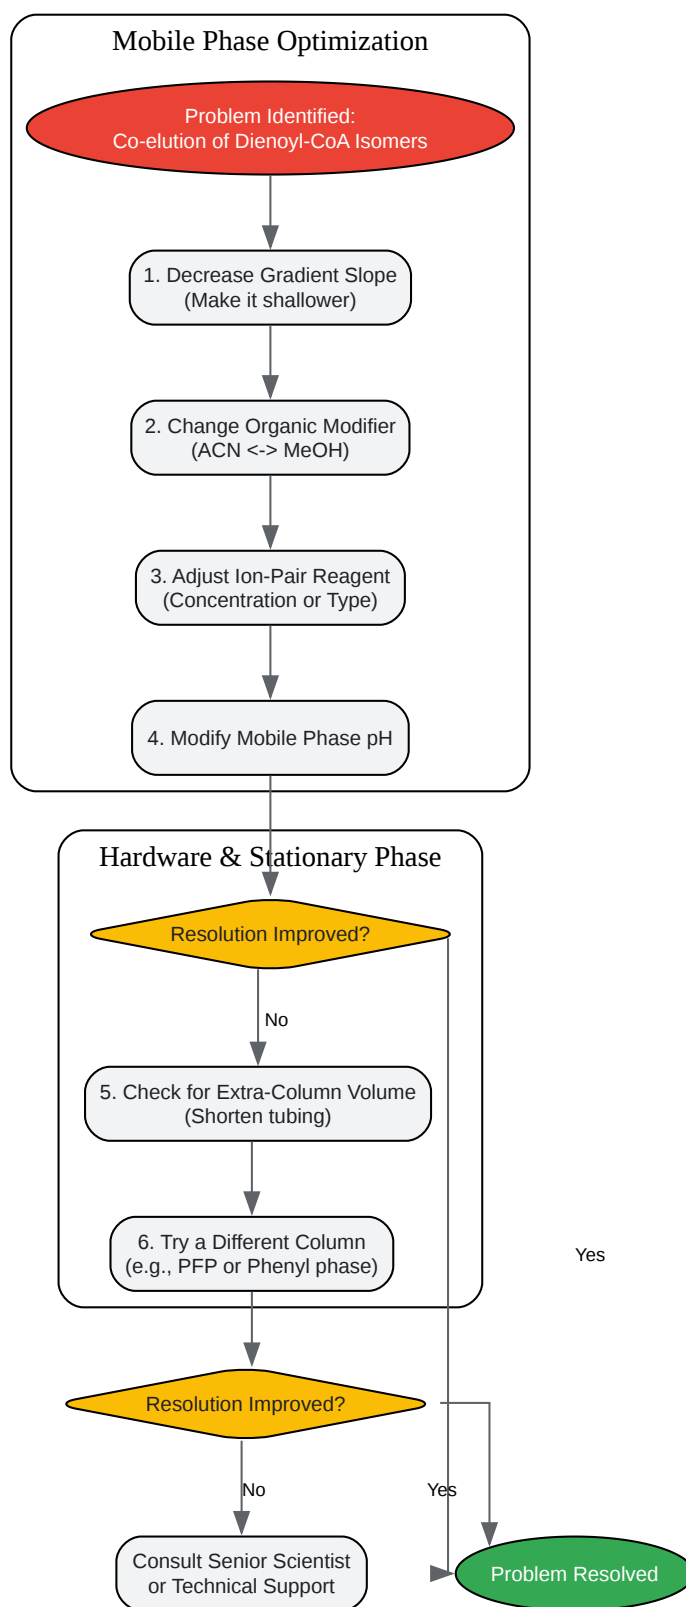 Mobile Phase Optimization
Problem Identified:
Co-elution of Dienoyl-CoA Isomers
1. Decrease Gradient Slope
(Make it shallower)
2. Change Organic Modifier
(ACN <-> MeOH)
3. Adjust Ion-Pair Reagent
(Concentration or Type)
4. Modify Mobile Phase pH
Hardware & Stationary Phase
Resolution Improved?
No
5. Check for Extra-Column Volume
(Shorten tubing)
6. Try a Different Column
(e.g., PFP or Phenyl phase)
Yes
Resolution Improved?
No
Yes
Consult Senior Scientist
or Technical Support
Problem Resolved